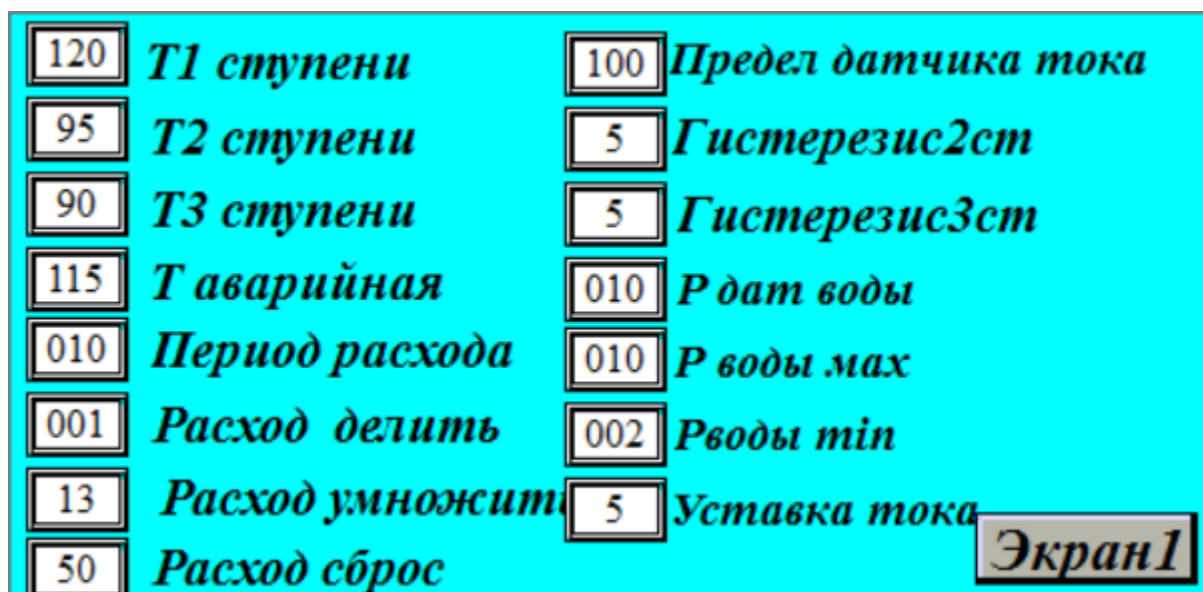 120 Т1 ступени
95 Т2 ступени
90 Т3 ступени
115 Т аварийная
010 Период расхода
001 Расход делить
13 Расход умножить
50 Расход сброс
100 Предел датчика тока
5 Гистерезис2ст
5 Гистерезис3ст
010 Р дат воды
010 Р воды мах
002 Рводы min
5 Уставка тока
Экран1